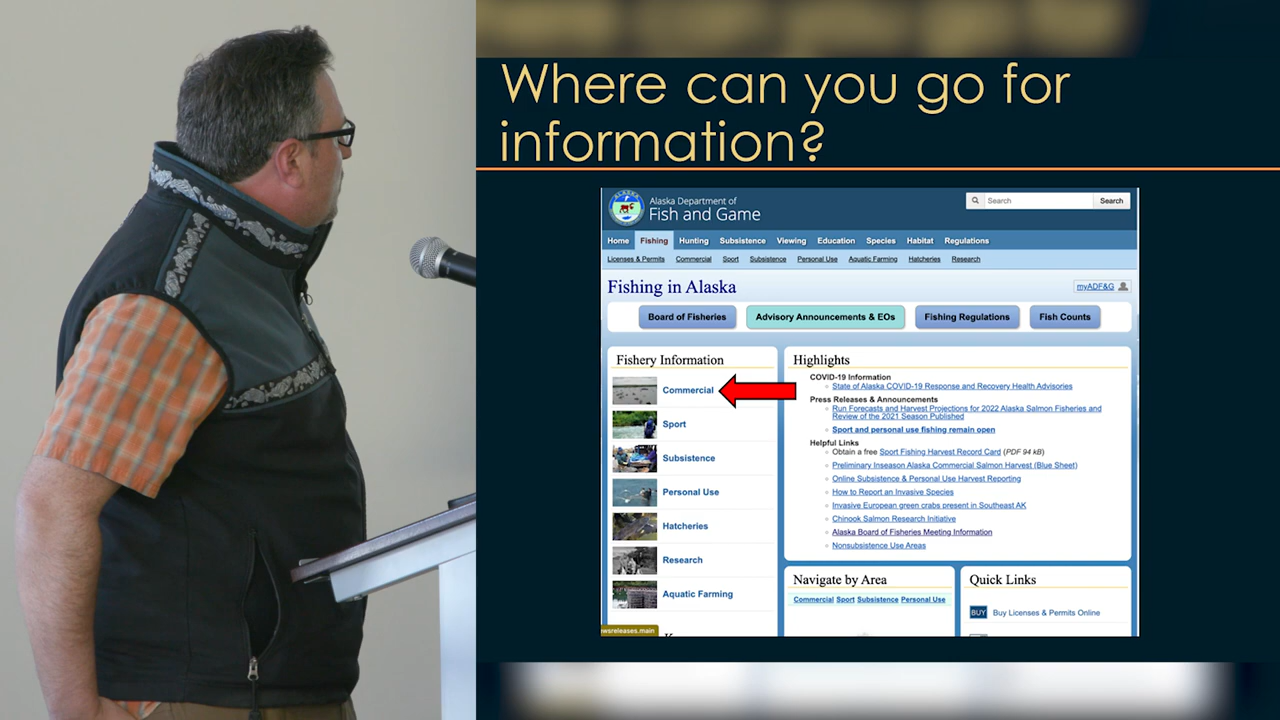 Where can you go for
information?
Alaska Department of
Fish and Game
Search
Search
Home Fishing Hunting Subsistence Viewing Education Species Habitat Regulations
Licenses & Permits Commercial Sport Subsistence Personal Use Aquatic Farming Hatcheries Research
Fishing in Alaska
myADF&G
Board of Fisheries Advisory Announcements & EOs Fishing Regulations Fish Counts
Fishery Information
Commercial
Sport
Subsistence
Personal Use
Hatcheries
Research
Aquatic Farming
wsreleases.main
Highlights
COVID-19 Information
State of Alaska COVID-19 Response and Recovery Health Advisories
Press Releases & Announcements
Run Forecasts and Harvest Projections for 2022 Alaska Salmon Fisheries and
Review of the 2021 Season Published
Sport and personal use fishing remain open
Helpful Links
Obtain a free Sport Fishing Harvest Record Card (PDF 94 kB)
Preliminary Inseason Alaska Commercial Salmon Harvest (Blue Sheet)
Online Subsistence & Personal Use Harvest Reporting
How to Report an Invasive Species
Invasive European green crabs present in Southeast AK
Chinook Salmon Research Initiative
Alaska Board of Fisheries Meeting Information
Nonsubsistence Use Areas
Navigate by Area
Commercial Sport Subsistence Personal Use
Quick Links
BUY Buy Licenses & Permits Online